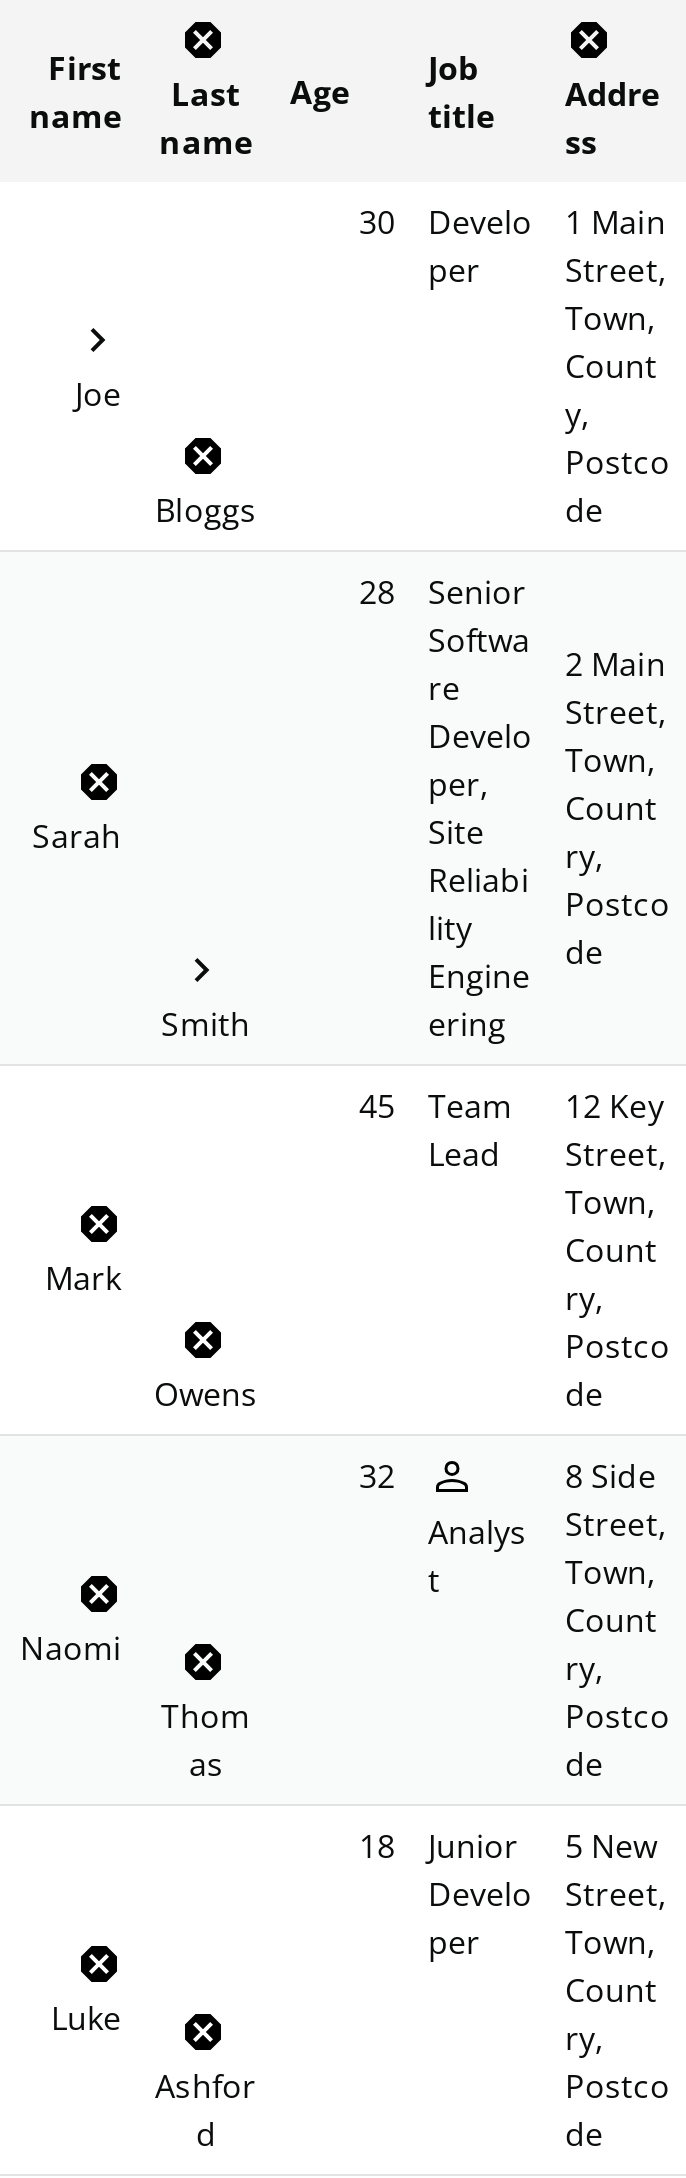 First name
Last name
Age
Job title
Address
Joe
Bloggs
30
Develo
per
1 Main
Street,
Town,
Count
y,
Postco
de
Sarah
Smith
28
Senior
Softwa
re
Develo
per,
Site
Reliabi
lity
Engine
ering
2 Main
Street,
Town,
Count
ry,
Postco
de
Mark
Owens
45
Team
Lead
12 Key
Street,
Town,
Count
ry,
Postco
de
Naomi
Thom
as
32
Analys
t
8 Side
Street,
Town,
Count
ry,
Postco
de
Luke
Ashfor
d
18
Junior
Develo
per
5 New
Street,
Town,
Count
ry,
Postco
de